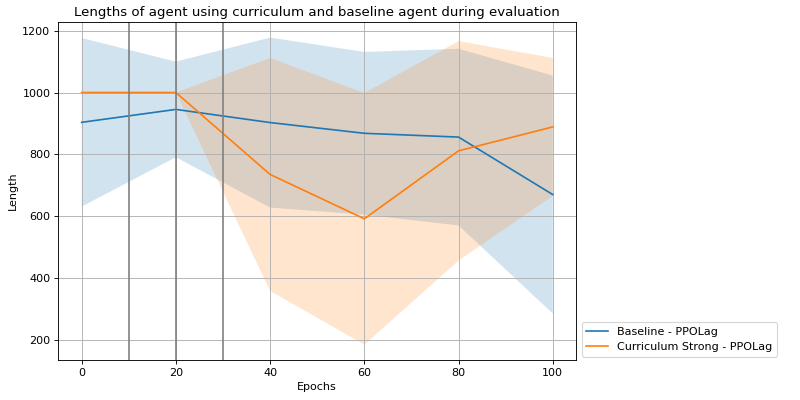 Lengths of agent using curriculum and baseline agent during evaluation
1200
1000
800
600
400
200
Length
0 20 40 60 80 100
Epochs
Baseline - PPOLag
Curriculum Strong - PPOLag